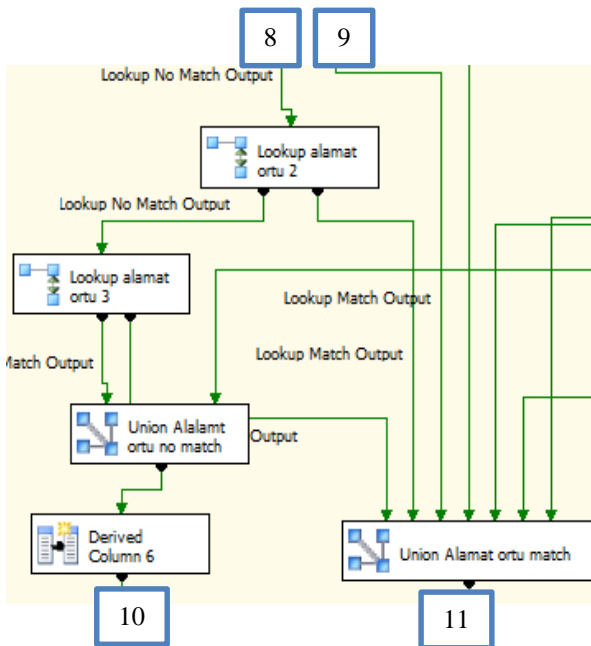 8
9
Lookup No Match Output
Lookup alamat
ortu 2
Lookup No Match Output
Lookup alamat
ortu 3
Lookup Match Output
Lookup Match Output
Match Output
Union Alalamt
ortu no match
Output
Derived
Column 6
Union Alamat ortu match
10
11